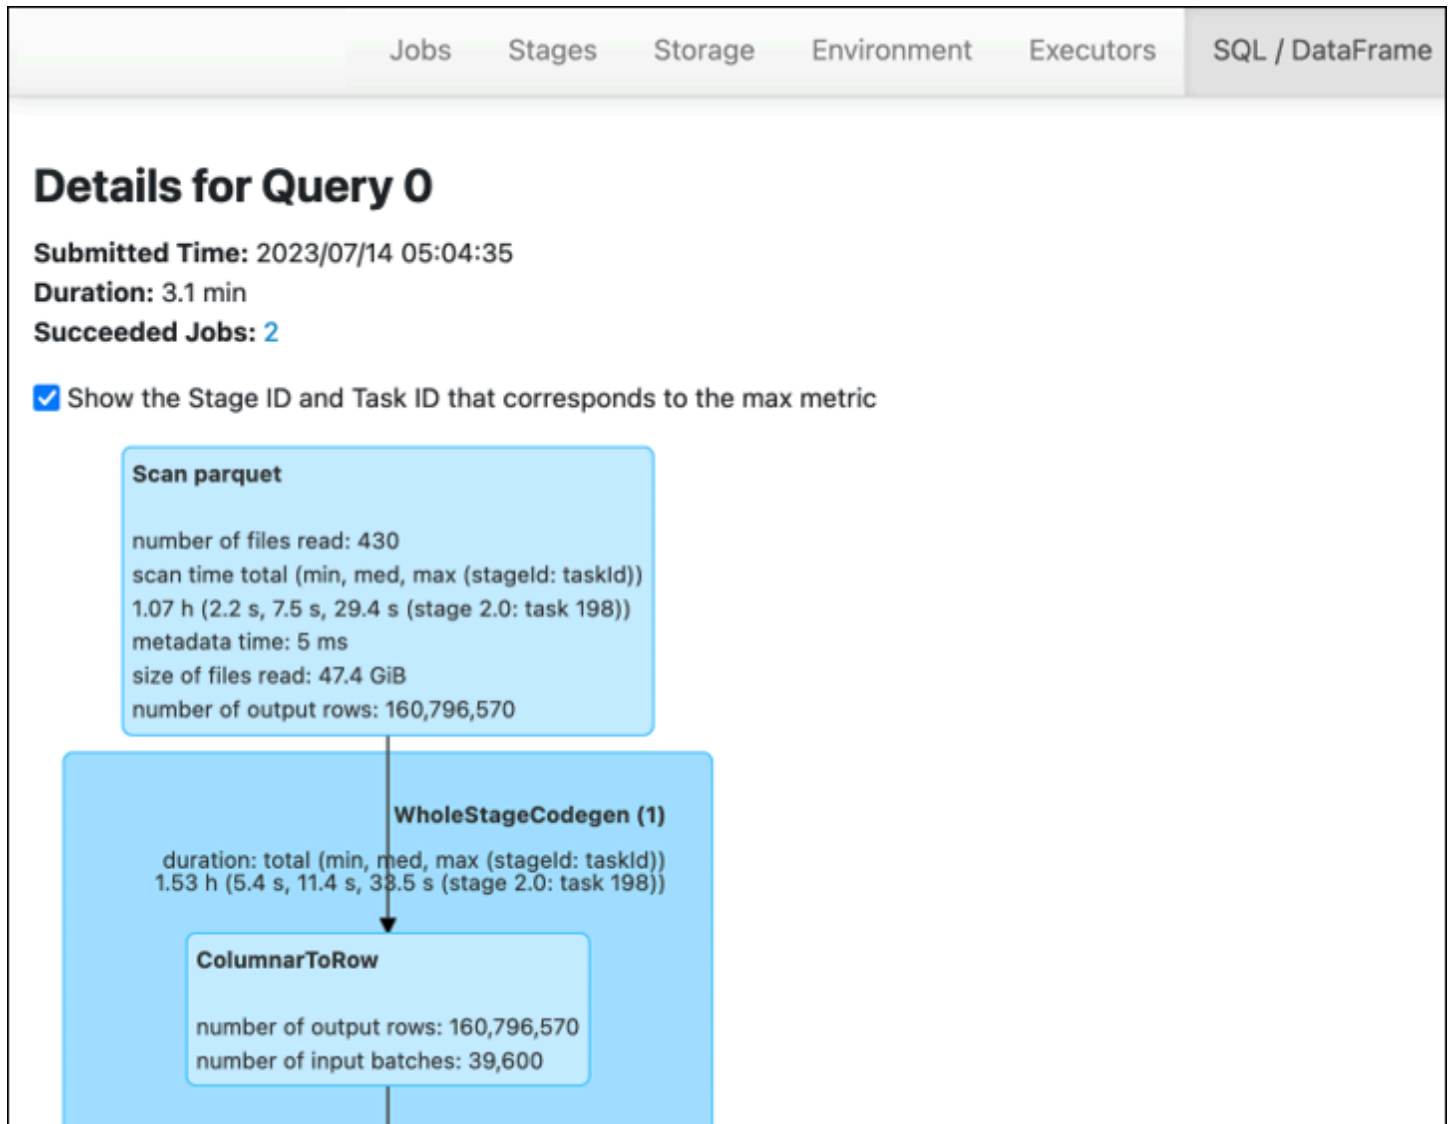 Jobs Stages Storage Environment Executors SQL / DataFrame
Details for Query 0
Submitted Time: 2023/07/14 05:04:35
Duration: 3.1 min
Succeeded Jobs: 2
Show the Stage ID and Task ID that corresponds to the max metric
Scan parquet
number of files read: 430
scan time total (min, med, max (stageId: taskId))
1.07 h (2.2 s, 7.5 s, 29.4 s (stage 2.0: task 198))
metadata time: 5 ms
size of files read: 47.4 GiB
number of output rows: 160,796,570
WholeStageCodegen (1)
duration: total (min, med, max (stageId: taskId))
1.53 h (5.4 s, 11.4 s, 33.5 s (stage 2.0: task 198))
ColumnarToRow
number of output rows: 160,796,570
number of input batches: 39,600